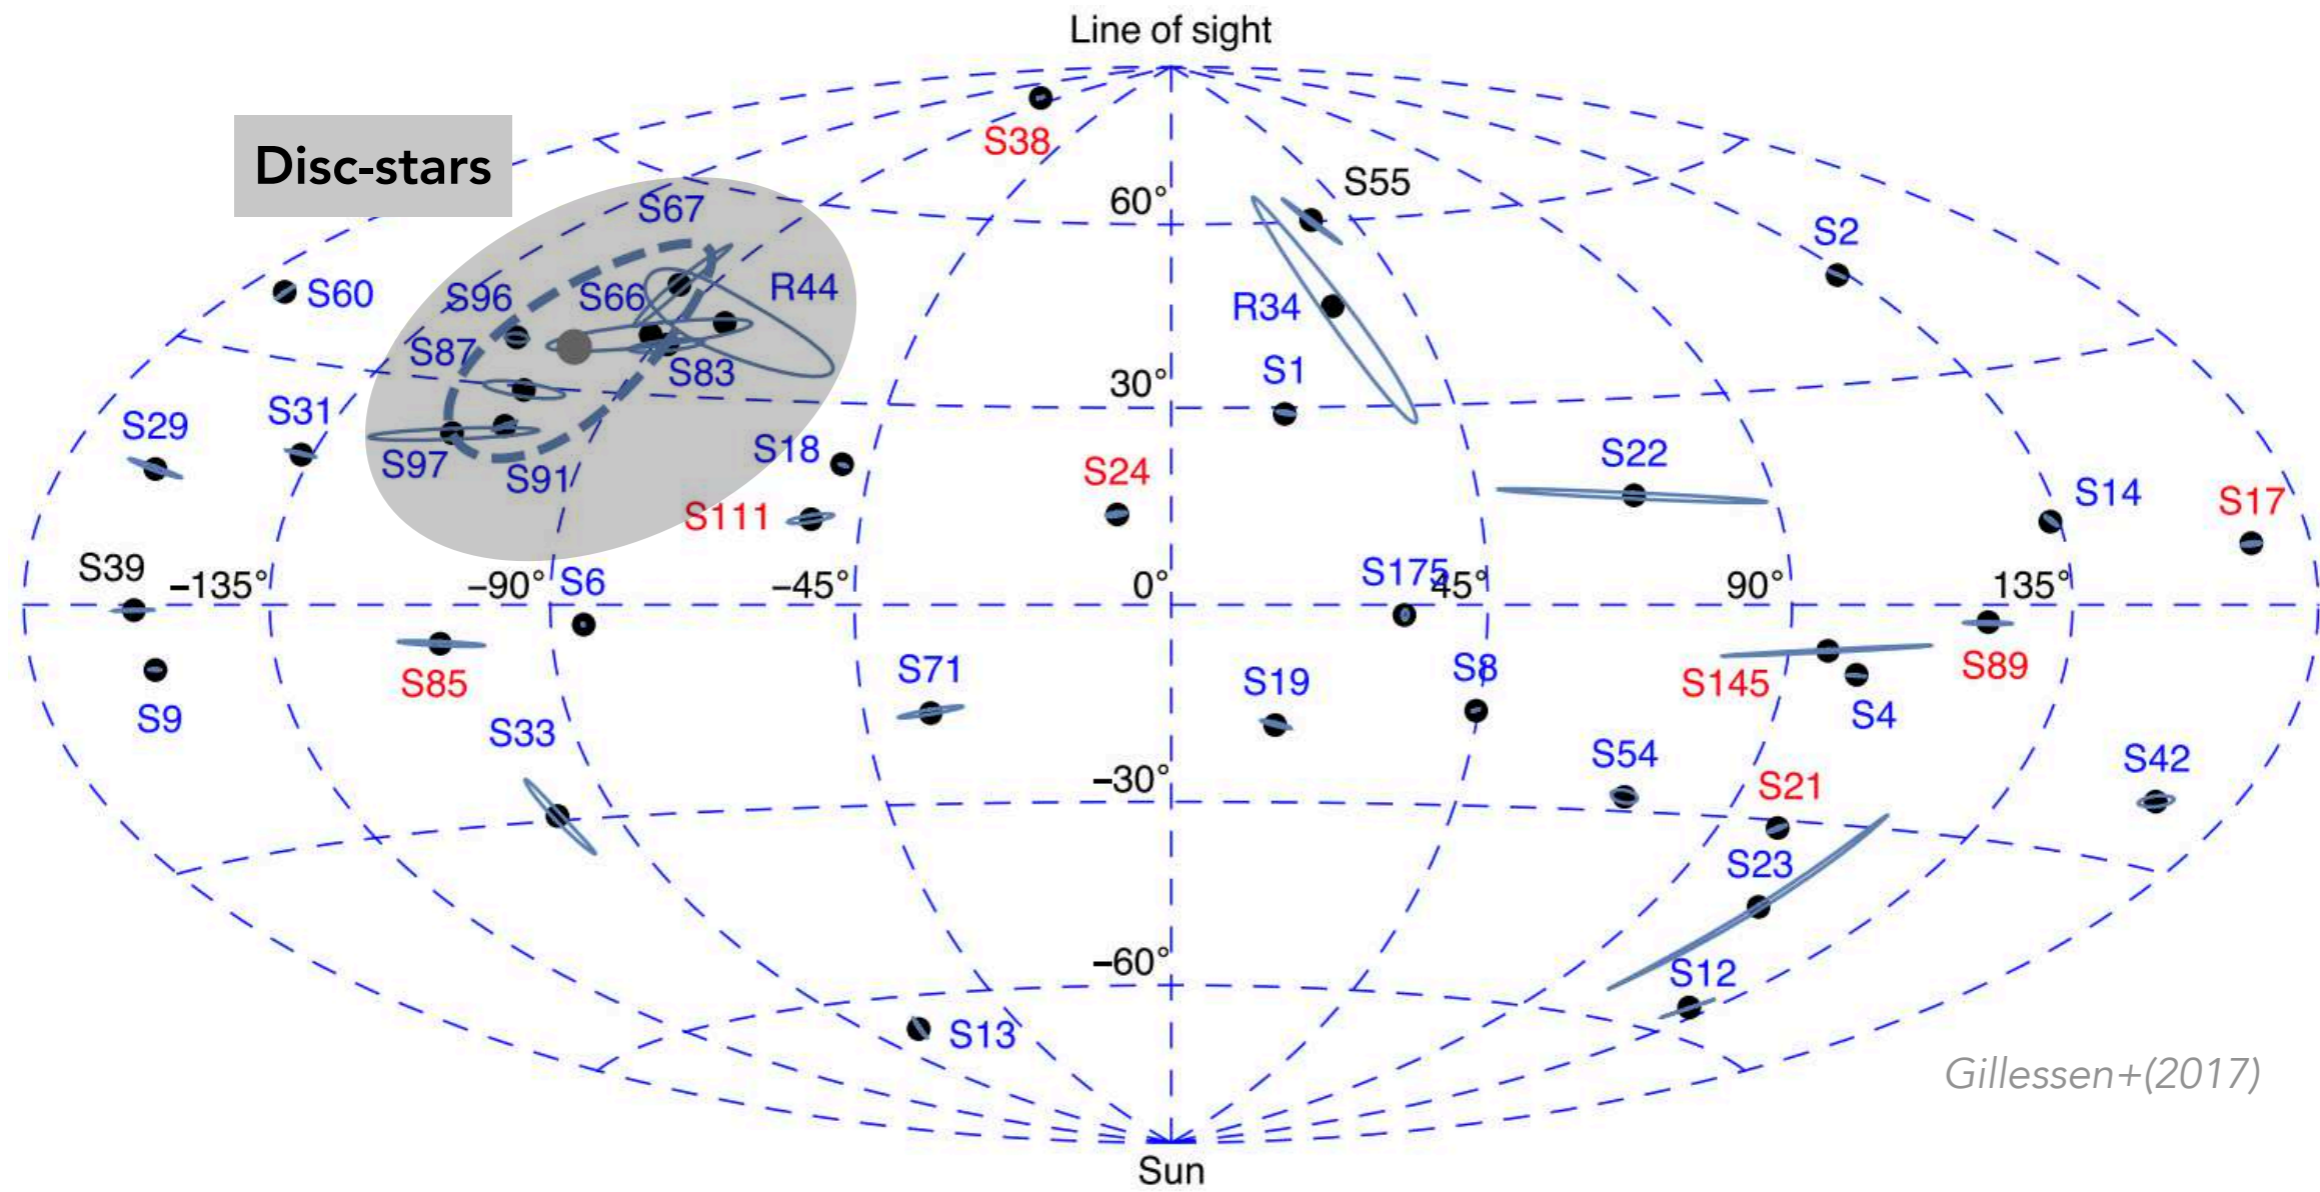 Line of sight
S38
Disc-stars
S55
60°
S67
S2
S60
S96
S66
R44
R34
S87
S83
S1
30°
S29
S31
S18
S24
S22
S97
S91
S111
S14
S17
S39
–135°
–90°
S6
–45°
0°
S175
45°
90°
135°
S85
S71
S19
S8
S145
S89
S9
S4
S33
S54
S42
–30°
S21
S23
–60°
S12
S13
Gillessen+(2017)
Sun